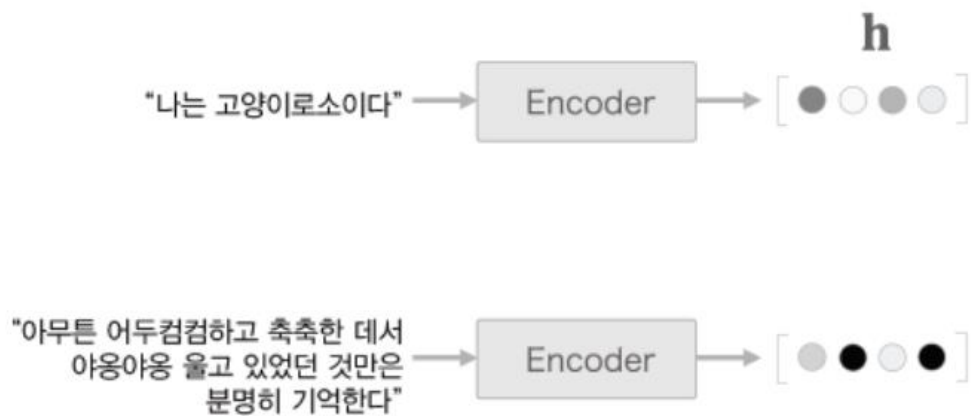 h
“나는 고양이로소이다”
Encoder
“아무튼 어두컴컴하고 축축한 데서
야옹야옹 울고 있었던 것만은
분명히 기억한다”
Encoder